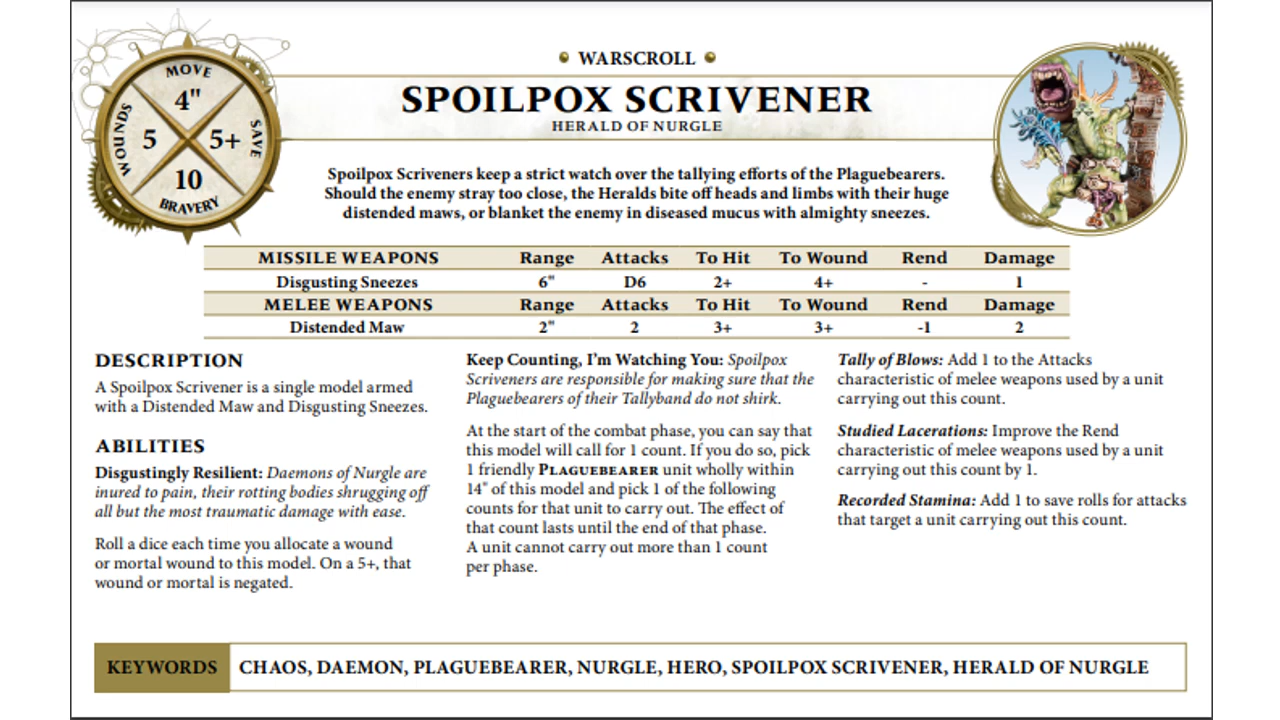 WARSCROLL
SPOILPOX SCRIVENER
HERALD OF NURGLE
MOVE
4"
WOUNDS
5
5+
SAVE
10
BRAVERY
Spoilpox Scriveners keep a strict watch over the tallying efforts of the Plaguebearers.
Should the enemy stray too close, the Heralds bite off heads and limbs with their huge
distended maws, or blanket the enemy in diseased mucus with almighty sneezes.
MISSILE WEAPONS Range Attacks To Hit To Wound Rend Damage
Disgusting Sneezes 6" D6 2+ 4+ - 1
MELEE WEAPONS Range Attacks To Hit To Wound Rend Damage
Distended Maw 2" 2 3+ 3+ -1 2
DESCRIPTION
A Spoilpox Scrivener is a single model armed
with a Distended Maw and Disgusting Sneezes.
ABILITIES
Disgustingly Resilient: Daemons of Nurgle are
inured to pain, their rotting bodies shrugging off
all but the most traumatic damage with ease.
Roll a dice each time you allocate a wound
or mortal wound to this model. On a 5+, that
wound or mortal is negated.
Keep Counting, I'm Watching You: Spoilpox
Scriveners are responsible for making sure that the
Plaguebearers of their Tallyband do not shirk.
At the start of the combat phase, you can say that
this model will call for 1 count. If you do so, pick
1 friendly PLAGUEBEARER unit wholly within
14" of this model and pick 1 of the following
counts for that unit to carry out. The effect of
that count lasts until the end of that phase.
A unit cannot carry out more than 1 count
per phase.
Tally of Blows: Add 1 to the Attacks
characteristic of melee weapons used by a unit
carrying out this count.
Studied Lacerations: Improve the Rend
characteristic of melee weapons used by a unit
carrying out this count by 1.
Recorded Stamina: Add 1 to save rolls for attacks
that target a unit carrying out this count.
KEYWORDS CHAOS, DAEMON, PLAGUEBEARER, NURGLE, HERO, SPOILPOX SCRIVENER, HERALD OF NURGLE